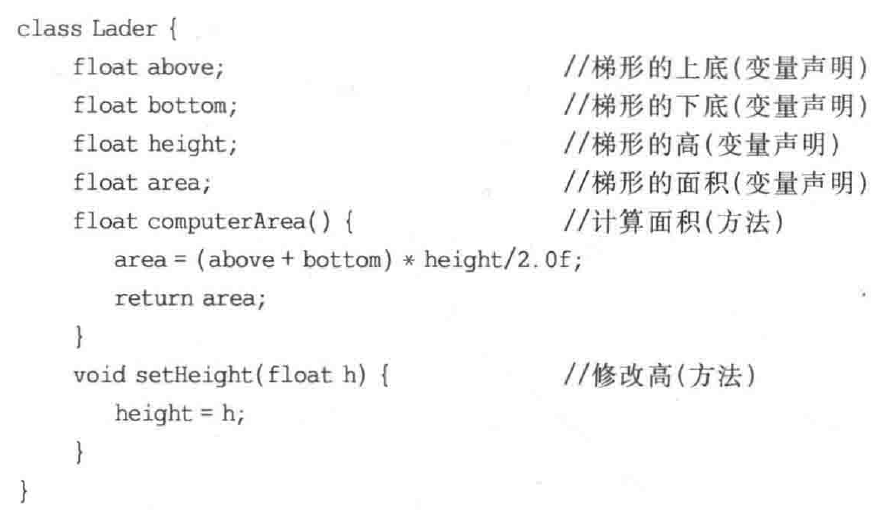 class Lader {
float above; //梯形的上底(变量声明)
float bottom; //梯形的下底(变量声明)
float height; //梯形的高(变量声明)
float area; //梯形的面积(变量声明)
float computerArea() { //计算面积(方法)
area = (above + bottom) * height/2.0f;
return area;
}
void setHeight(float h) { //修改高(方法)
height = h;
}
}